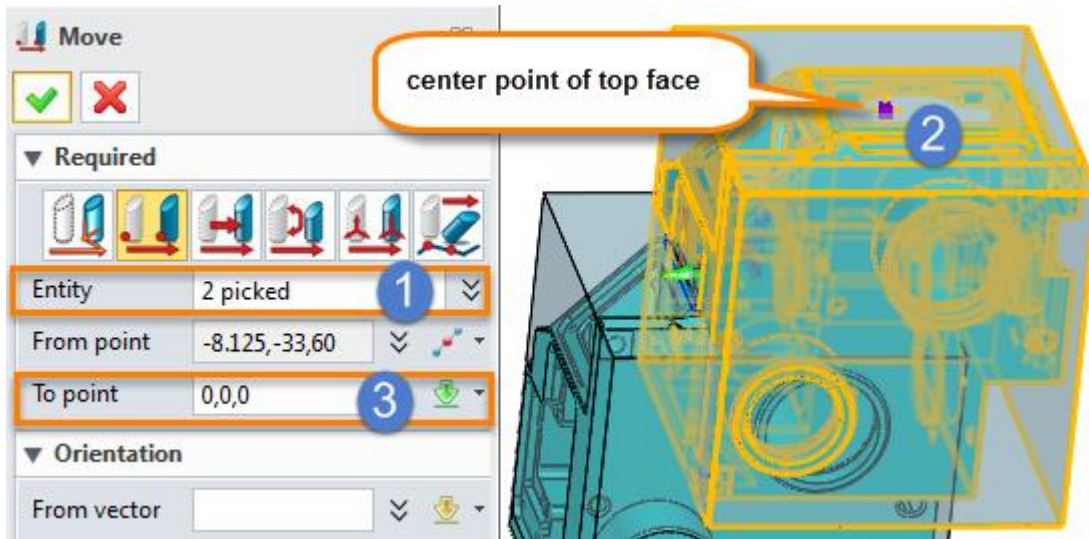 Move
center point of top face
2
Required
Entity 2 picked 1
From point -8.125,-33,60
To point 0,0,0 3
Orientation
From vector